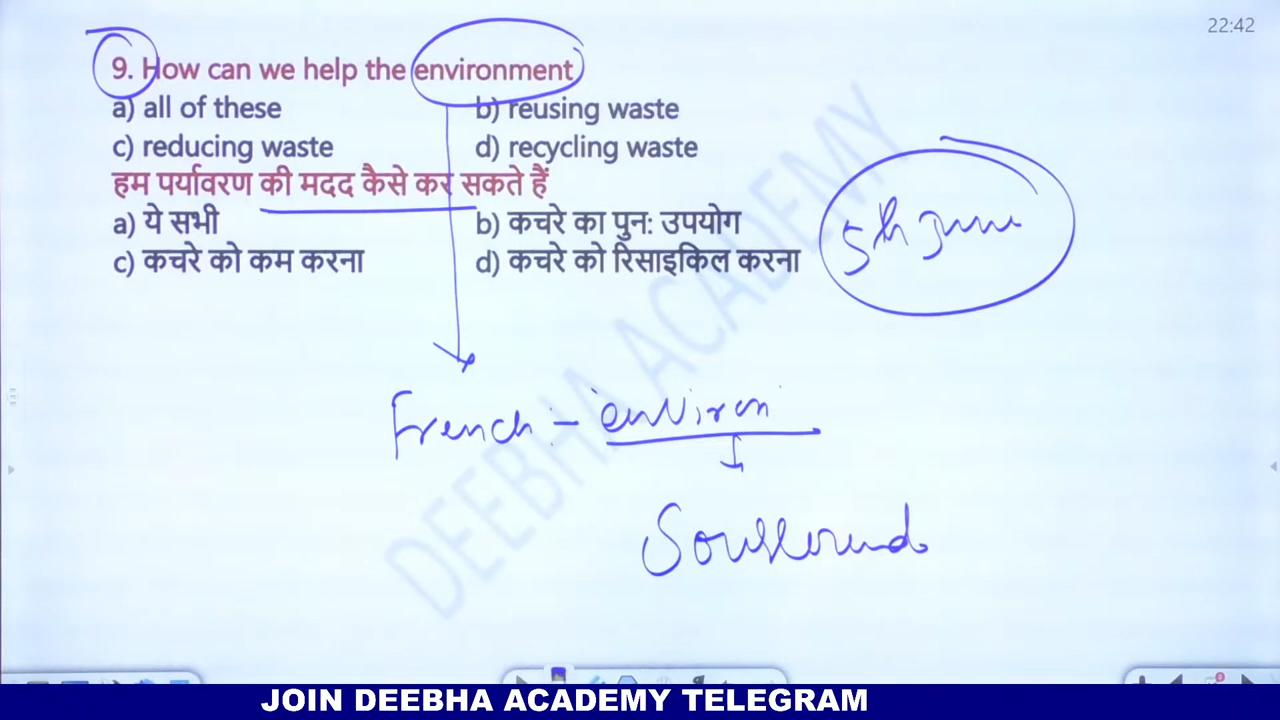 22:42
9. How can we help the environment
a) all of these b) reusing waste
c) reducing waste d) recycling waste
हम पर्यावरण की मदद कैसे कर सकते हैं
a) ये सभी b) कचरे का पुन: उपयोग
c) कचरे को कम करना d) कचरे को रिसाइकिल करना
5th June
French - environ
DEEBHA ACADEMY
JOIN DEEBHA ACADEMY TELEGRAM